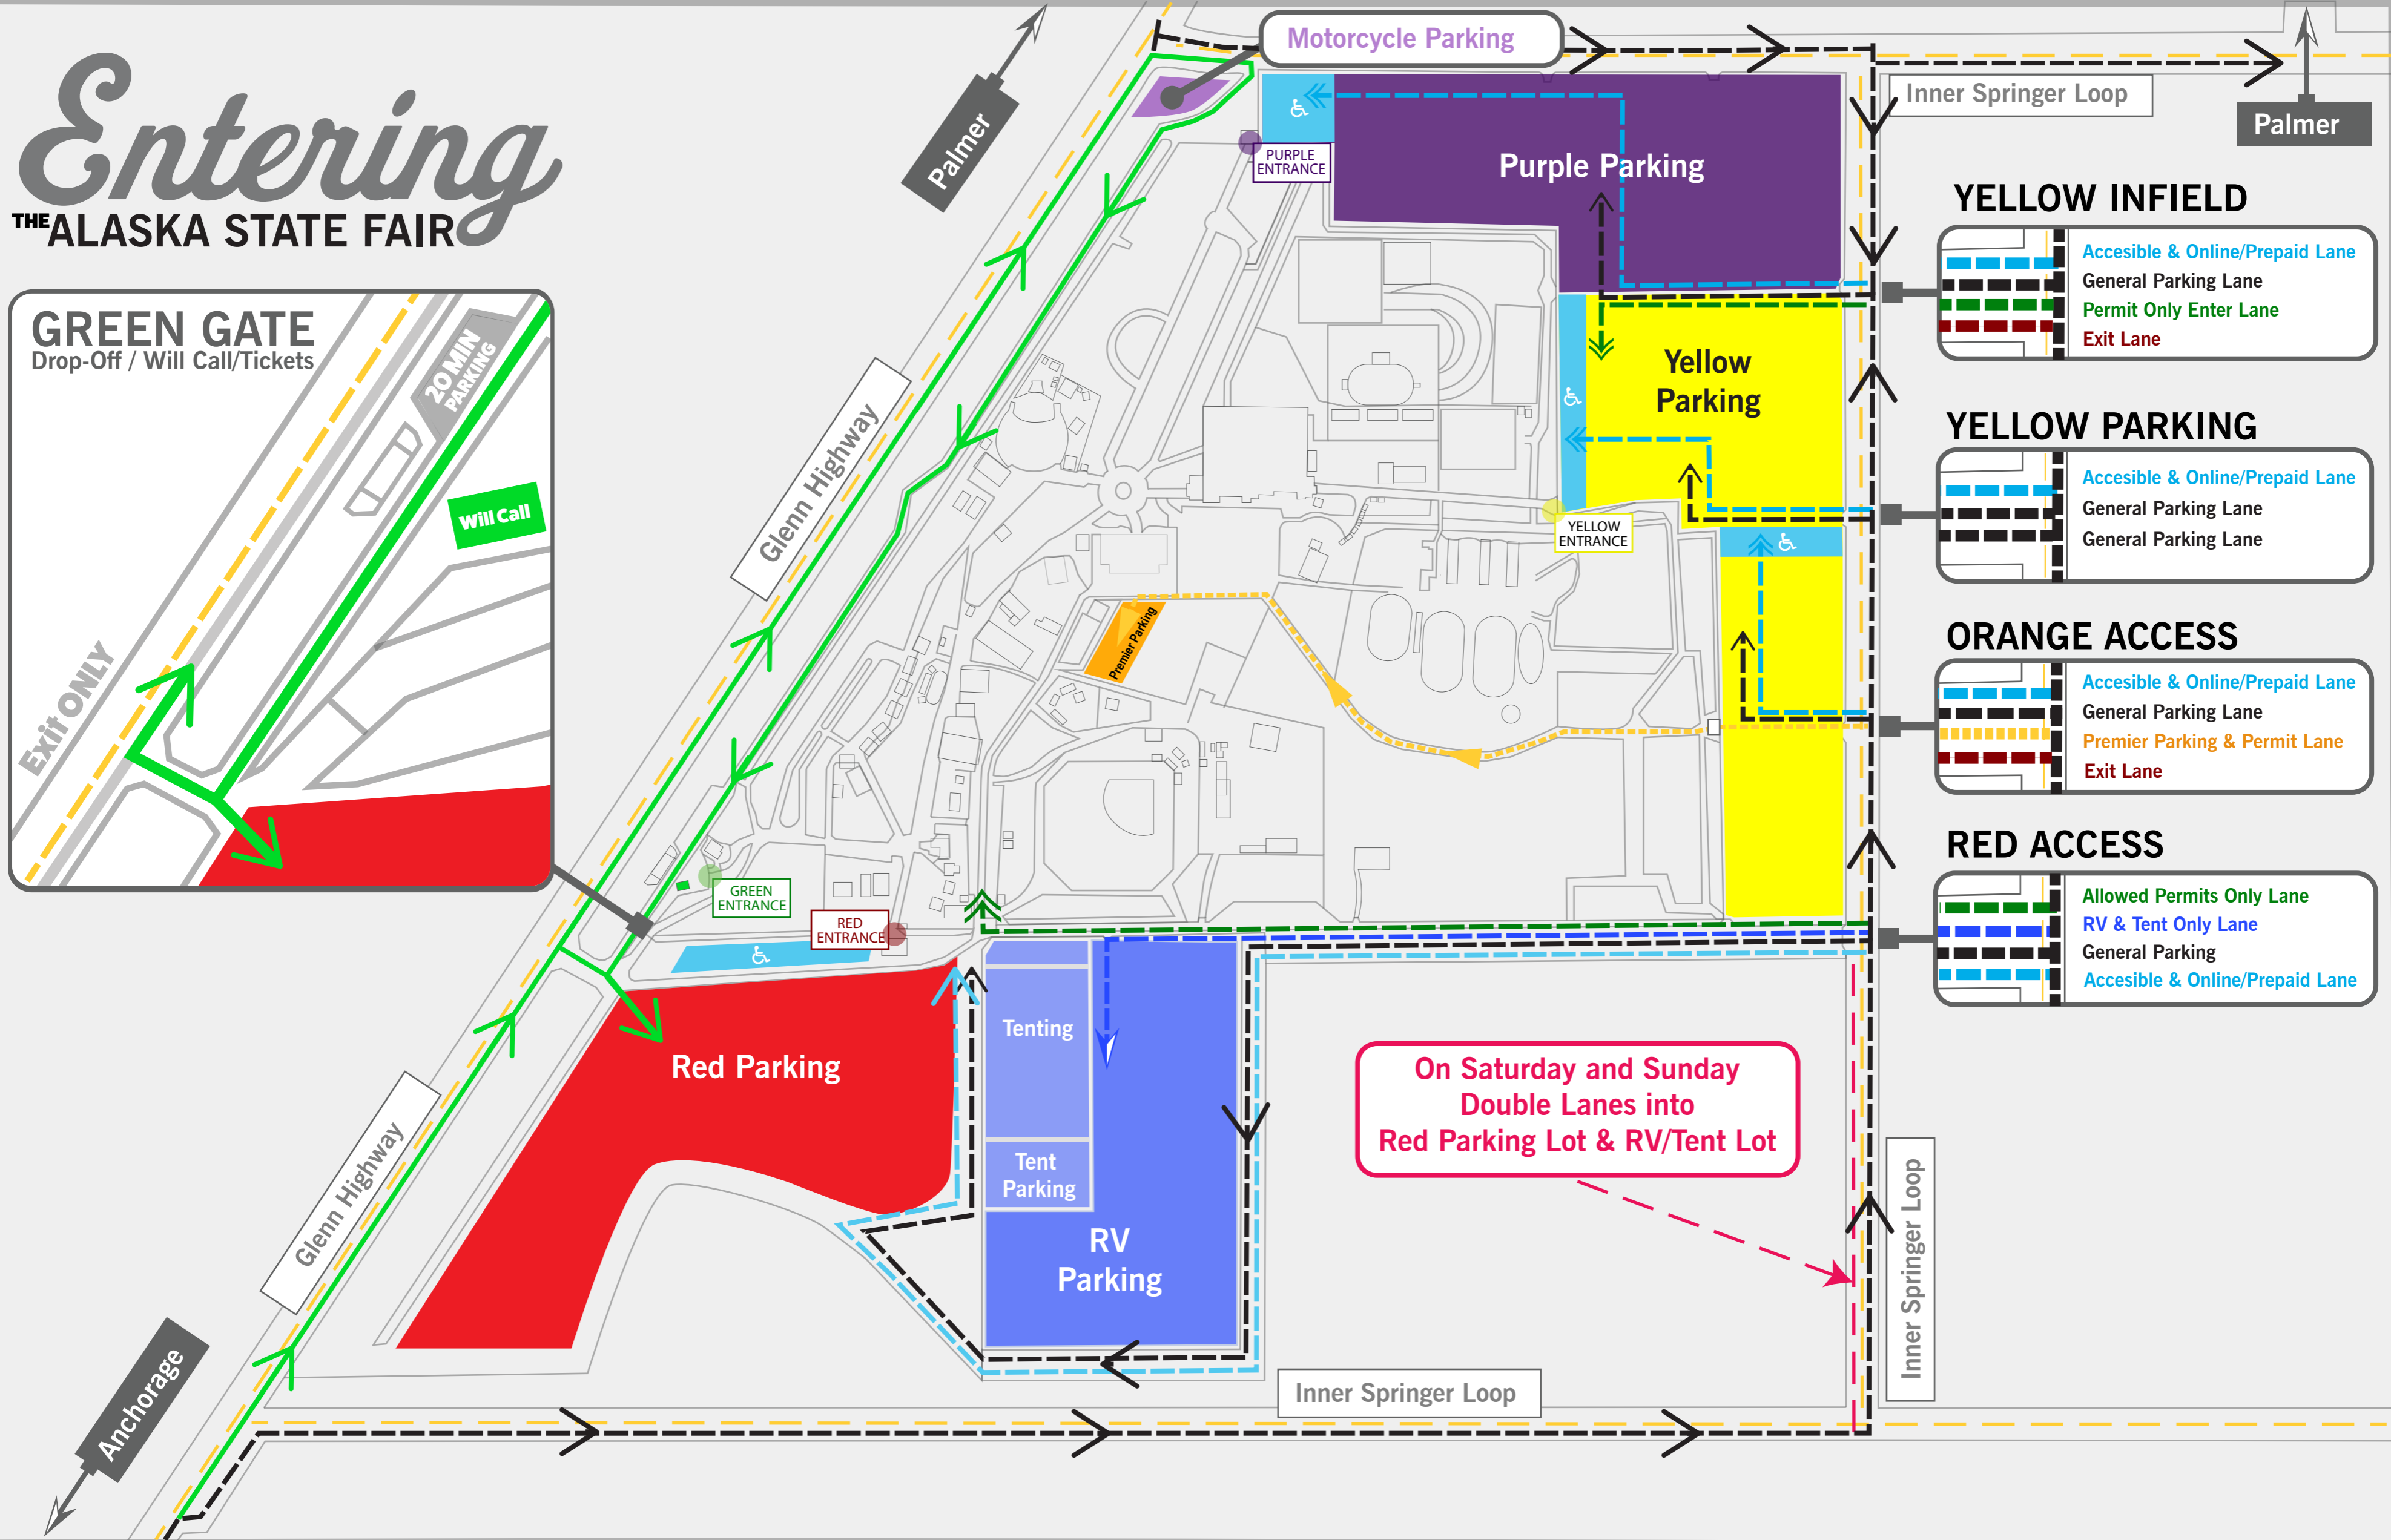 Entering
THE ALASKA STATE FAIR
GREEN GATE
Drop-Off / Will Call/Tickets
20 MIN
PARKING
Will Call
Exit ONLY
Palmer
Glenn Highway
Glenn Highway
Anchorage
Motorcycle Parking
PURPLE
ENTRANCE
Purple Parking
Yellow
Parking
YELLOW
ENTRANCE
Premier Parking
GREEN
ENTRANCE
RED
ENTRANCE
Red Parking
Tenting
Tent
Parking
RV
Parking
On Saturday and Sunday
Double Lanes into
Red Parking Lot & RV/Tent Lot
Inner Springer Loop
Inner Springer Loop
Inner Springer Loop
Palmer
YELLOW INFIELD
Accesible & Online/Prepaid Lane
General Parking Lane
Permit Only Enter Lane
Exit Lane
YELLOW PARKING
Accesible & Online/Prepaid Lane
General Parking Lane
General Parking Lane
ORANGE ACCESS
Accesible & Online/Prepaid Lane
General Parking Lane
Premier Parking & Permit Lane
Exit Lane
RED ACCESS
Allowed Permits Only Lane
RV & Tent Only Lane
General Parking
Accesible & Online/Prepaid Lane